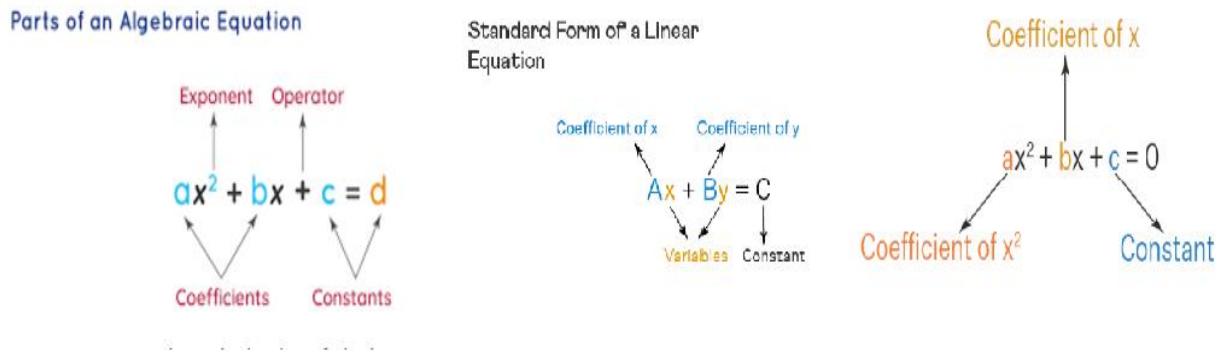 Parts of an Algebraic Equation
Exponent Operator
ax² + bx + c = d
Coefficients Constants
Standard Form of a Linear
Equation
Coefficient of x Coefficient of y
Ax + By = C
Variables Constant
Coefficient of x
ax² + bx + c = 0
Coefficient of x² Constant